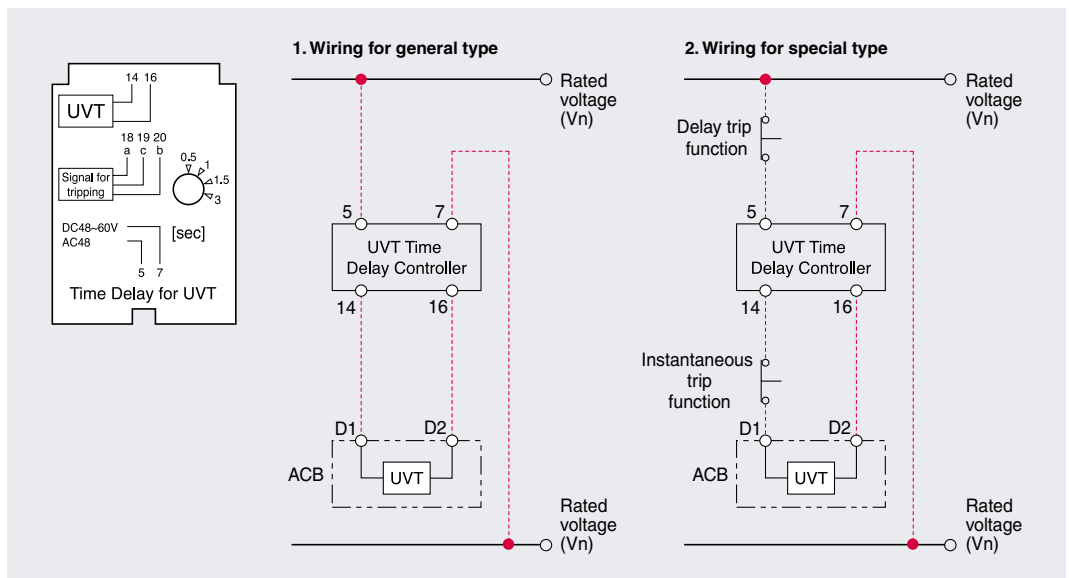 14 16
UVT
18 19 20
a c b
Signal for
tripping
0.5
1
1.5
3
DC48~60V
AC48
[sec]
5 7
Time Delay for UVT
1. Wiring for general type
Rated
voltage
(Vn)
5 7
UVT Time
Delay Controller
14 16
D1 D2
ACB
UVT
Rated
voltage
(Vn)
2. Wiring for special type
Rated
voltage
(Vn)
Delay trip
function
5 7
UVT Time
Delay Controller
14 16
Instantaneous
trip
function
D1 D2
ACB
UVT
Rated
voltage
(Vn)